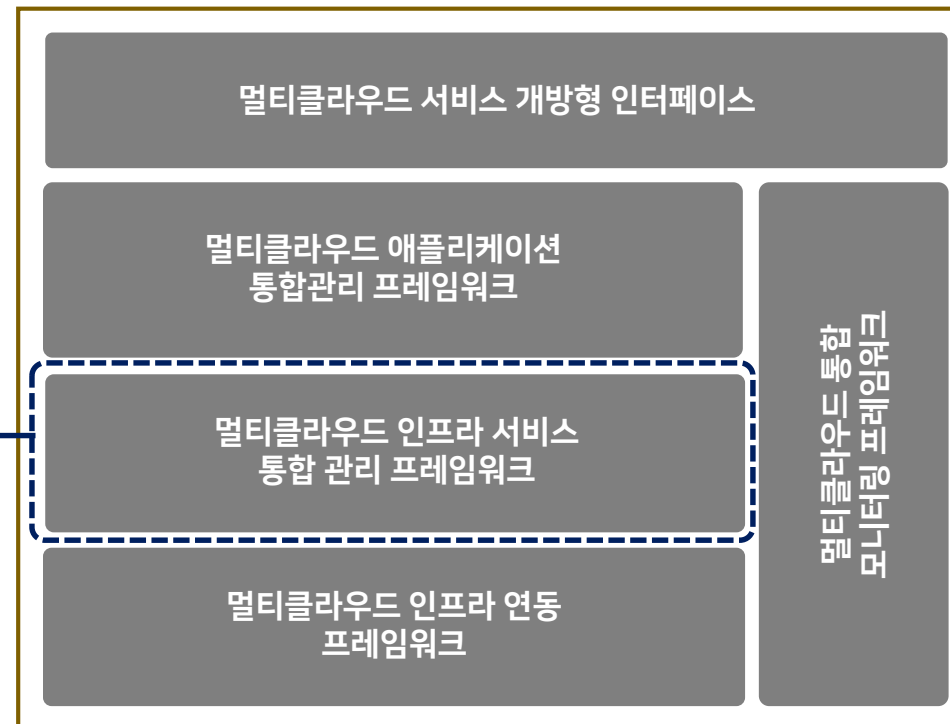 멀티클라우드 서비스 개방형 인터페이스
멀티클라우드 애플리케이션
통합관리 프레임워크
멀티클라우드 인프라 서비스
통합 관리 프레임워크
멀티클라우드 인프라 연동
프레임워크
멀티클라우드 통합
모니터링 프레임워크